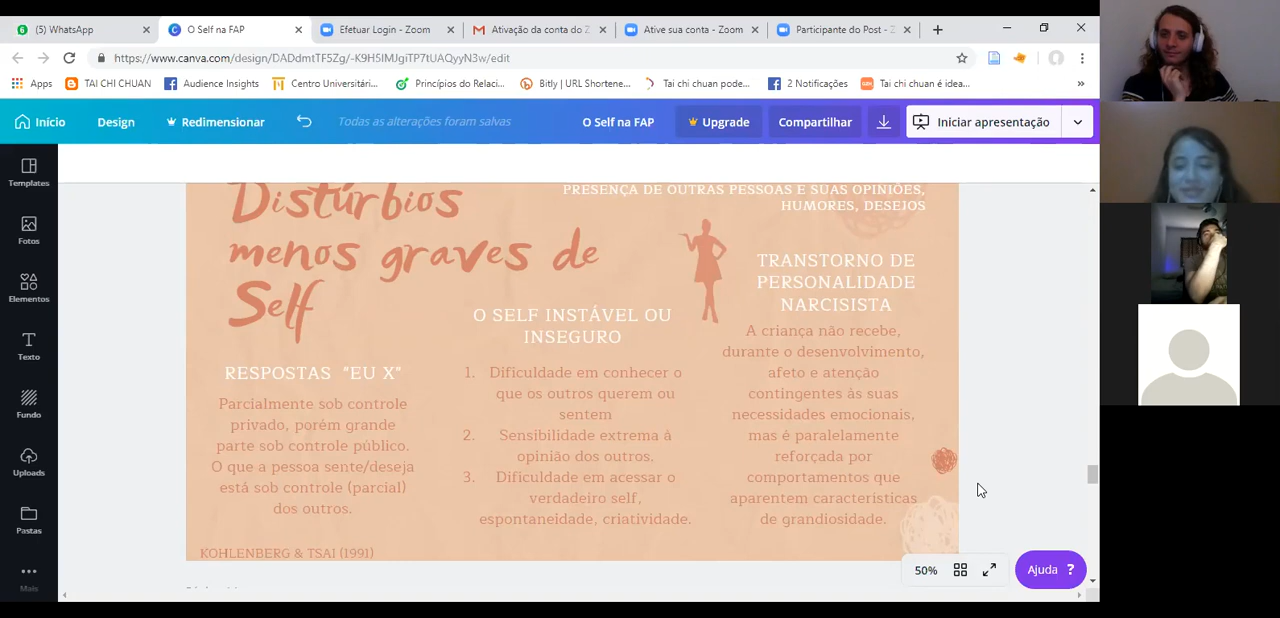 (5) WhatsApp
O Self na FAP
Efetuar Login - Zoom
Ativação da conta do Z
Ative sua conta - Zoom
Participante do Post - Z
https://www.canva.com/design/DADdmtTF5Zg/-K9H5IMJgiTP7tUAQyyN3w/edit
Apps
TAI CHI CHUAN
Audience Insights
Centro Universitári...
Princípios do Relaci...
Bitly | URL Shortene...
Tai chi chuan pode...
2 Notificações
Tai chi chuan é idea...
»
Início
Design
Redimensionar
Todas as alterações foram salvas
O Self na FAP
Upgrade
Compartilhar
Iniciar apresentação
Templates
Fotos
Elementos
Texto
Fundo
Uploads
Pastas
Mais
Distúrbios
menos graves de
Self
PRESENÇA DE OUTRAS PESSOAS E SUAS OPINIÕES,
HUMORES, DESEJOS
RESPOSTAS "EU X"
Parcialmente sob controle
privado, porém grande
parte sob controle público.
O que a pessoa sente/deseja
está sob controle (parcial)
dos outros.
KOHLENBERG & TSAI (1991)
O SELF INSTÁVEL OU
INSEGURO
1. Dificuldade em conhecer o
que os outros querem ou
sentem
2. Sensibilidade extrema à
opinião dos outros.
3. Dificuldade em acessar o
verdadeiro self,
espontaneidade, criatividade.
TRANSTORNO DE
PERSONALIDADE
NARCISISTA
A criança não recebe,
durante o desenvolvimento,
afeto e atenção
contingentes às suas
necessidades emocionais,
mas é paralelamente
reforçada por
comportamentos que
aparentem características
de grandiosidade.
50%
Ajuda ?